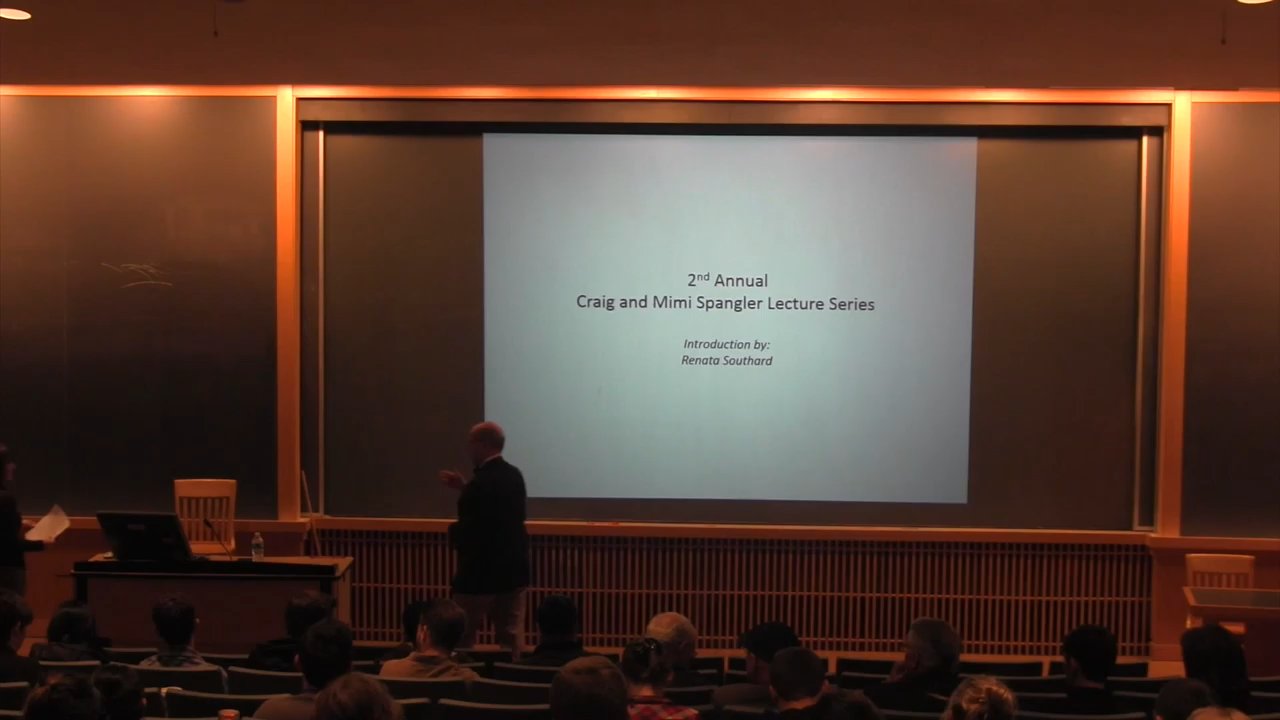 2nd Annual
Craig and Mimi Spangler Lecture Series
Introduction by:
Renata Southard